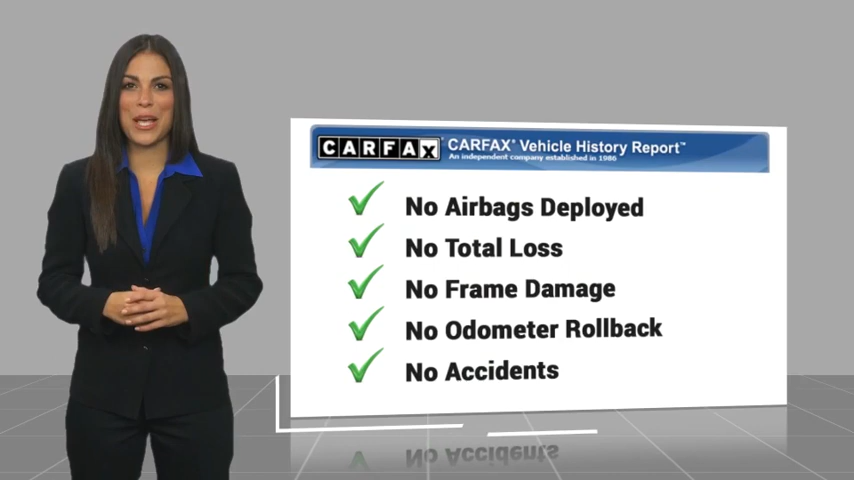 CARFAX CARFAX® Vehicle History Report™
An independent company established in 1986
No Airbags Deployed
No Total Loss
No Frame Damage
No Odometer Rollback
No Accidents
No Accidents